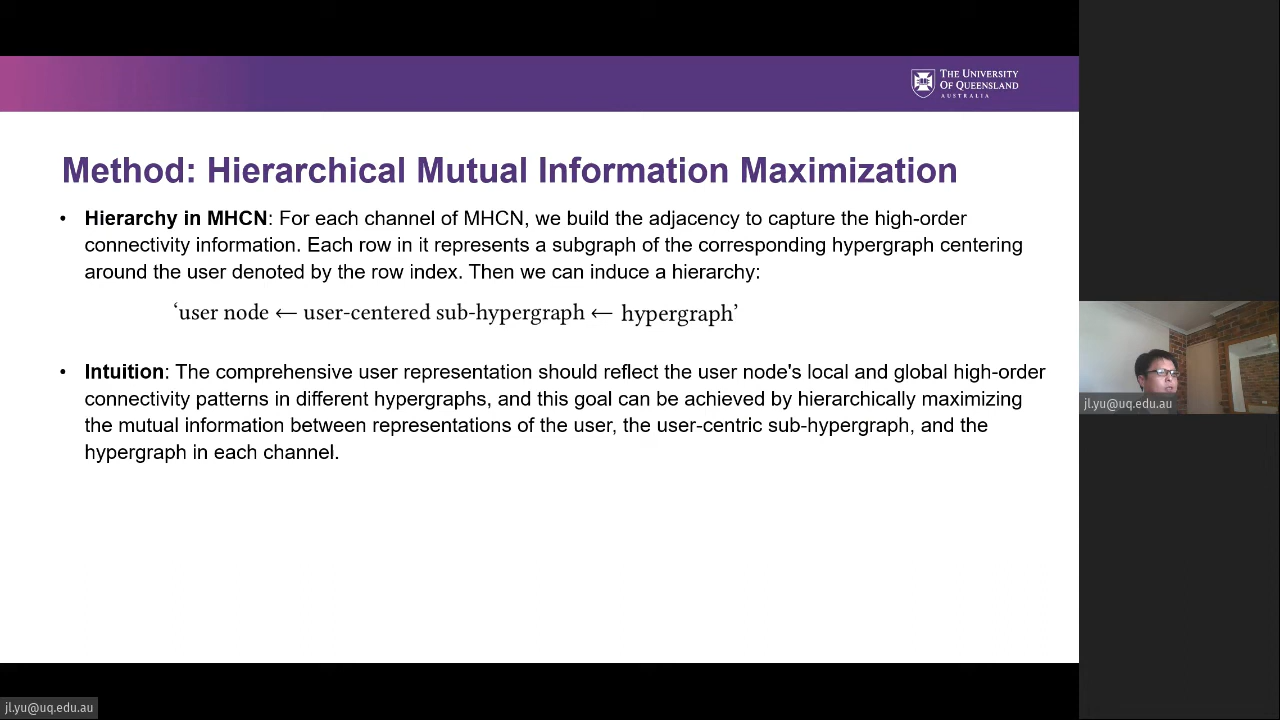 THE UNIVERSITY
OF QUEENSLAND
AUSTRALIA
Method: Hierarchical Mutual Information Maximization
• Hierarchy in MHCN: For each channel of MHCN, we build the adjacency to capture the high-order
connectivity information. Each row in it represents a subgraph of the corresponding hypergraph centering
around the user denoted by the row index. Then we can induce a hierarchy:
‘user node ← user-centered sub-hypergraph ← hypergraph’
• Intuition: The comprehensive user representation should reflect the user node's local and global high-order
connectivity patterns in different hypergraphs, and this goal can be achieved by hierarchically maximizing
the mutual information between representations of the user, the user-centric sub-hypergraph, and the
hypergraph in each channel.
jl.yu@uq.edu.au
jl.yu@uq.edu.au